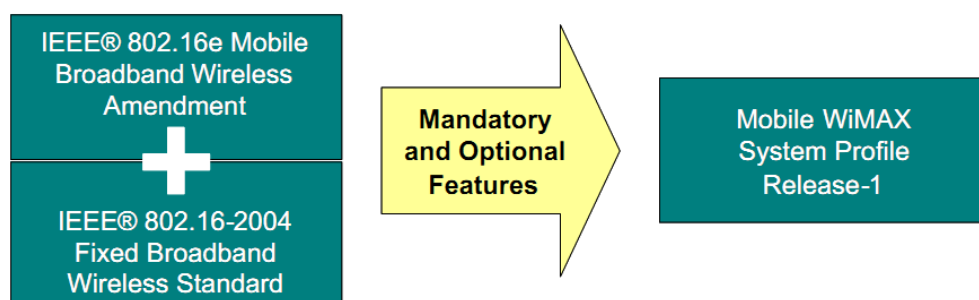 IEEE® 802.16e Mobile
Broadband Wireless
Amendment
IEEE® 802.16-2004
Fixed Broadband
Wireless Standard
Mandatory
and Optional
Features
Mobile WiMAX
System Profile
Release-1